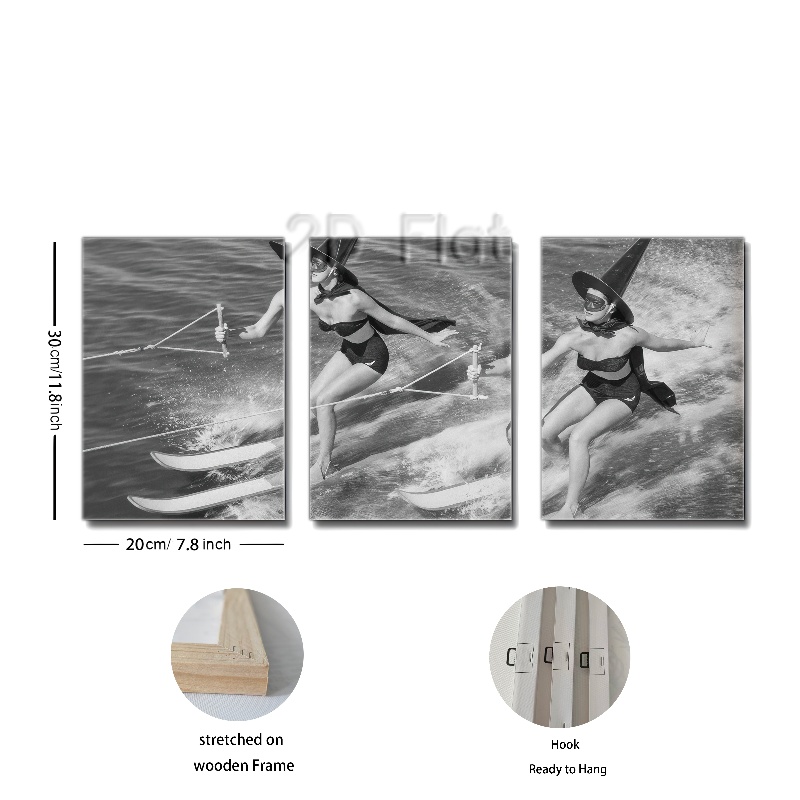 2D Flat
30cm/11.8inch
20cm/ 7.8 inch
stretched on
wooden Frame
Hook
Ready to Hang